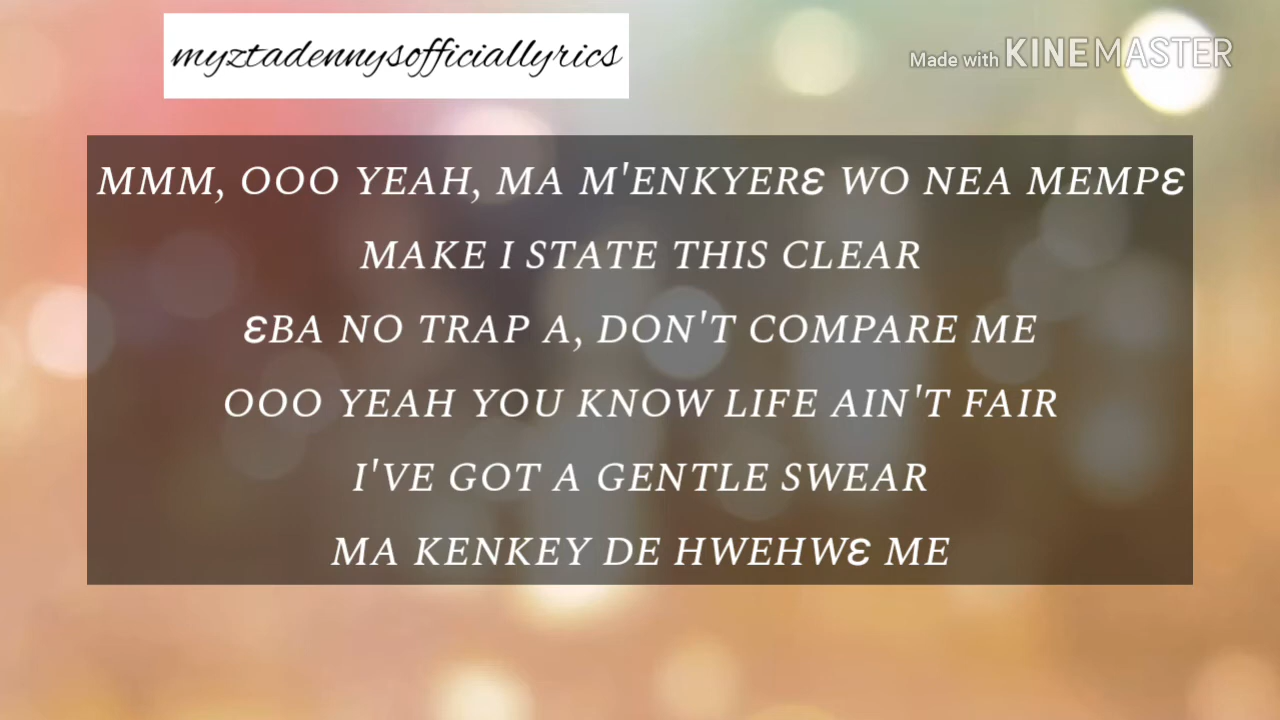 myztadennysofficiallyrics
Made with KINEMASTER
MMM, OOO YEAH, MA M'ENKYERɛ WO NEA MEMPɛ
MAKE I STATE THIS CLEAR
ɛBA NO TRAP A, DON'T COMPARE ME
OOO YEAH YOU KNOW LIFE AIN'T FAIR
I'VE GOT A GENTLE SWEAR
MA KENKEY DE HWEHWɛ ME